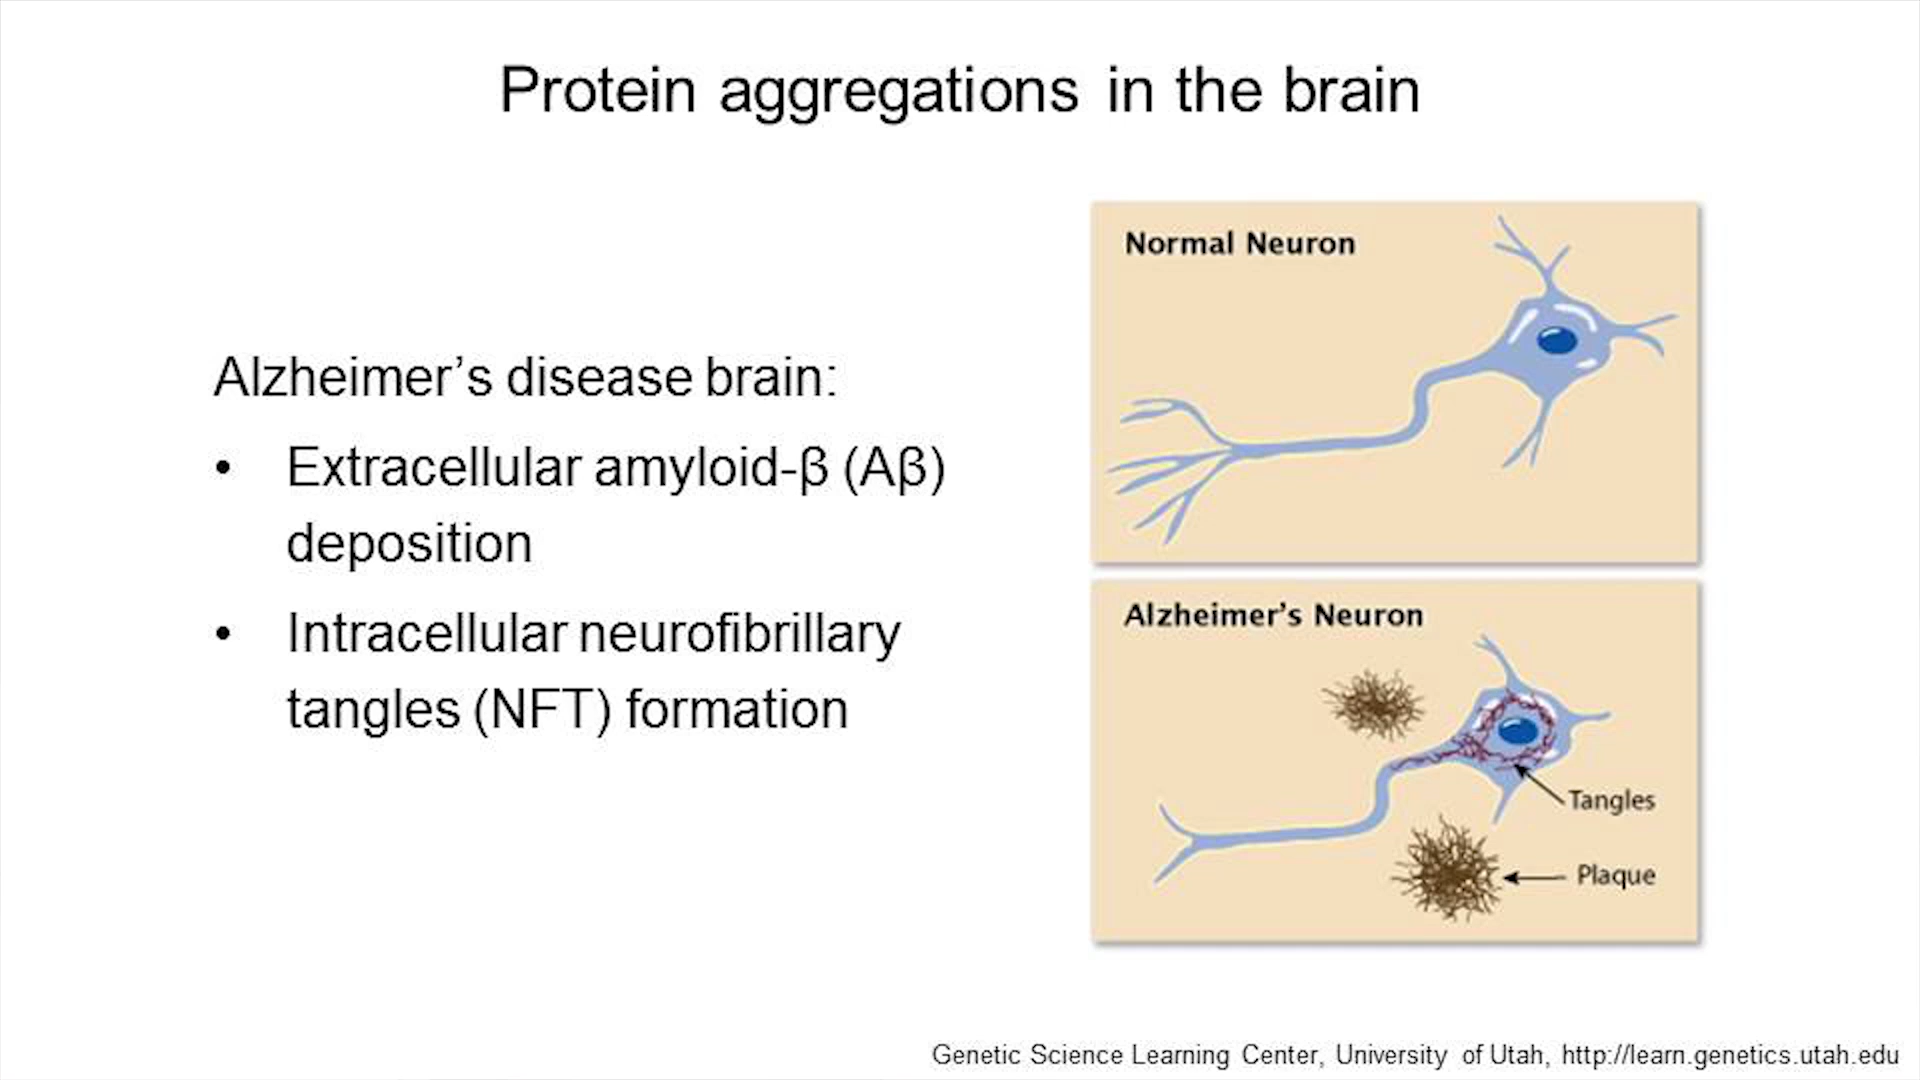 Protein aggregations in the brain
Alzheimer’s disease brain:
• Extracellular amyloid-β (Aβ)
deposition
• Intracellular neurofibrillary
tangles (NFT) formation
Normal Neuron
Alzheimer’s Neuron
Tangles
Plaque
Genetic Science Learning Center, University of Utah, http://learn.genetics.utah.edu